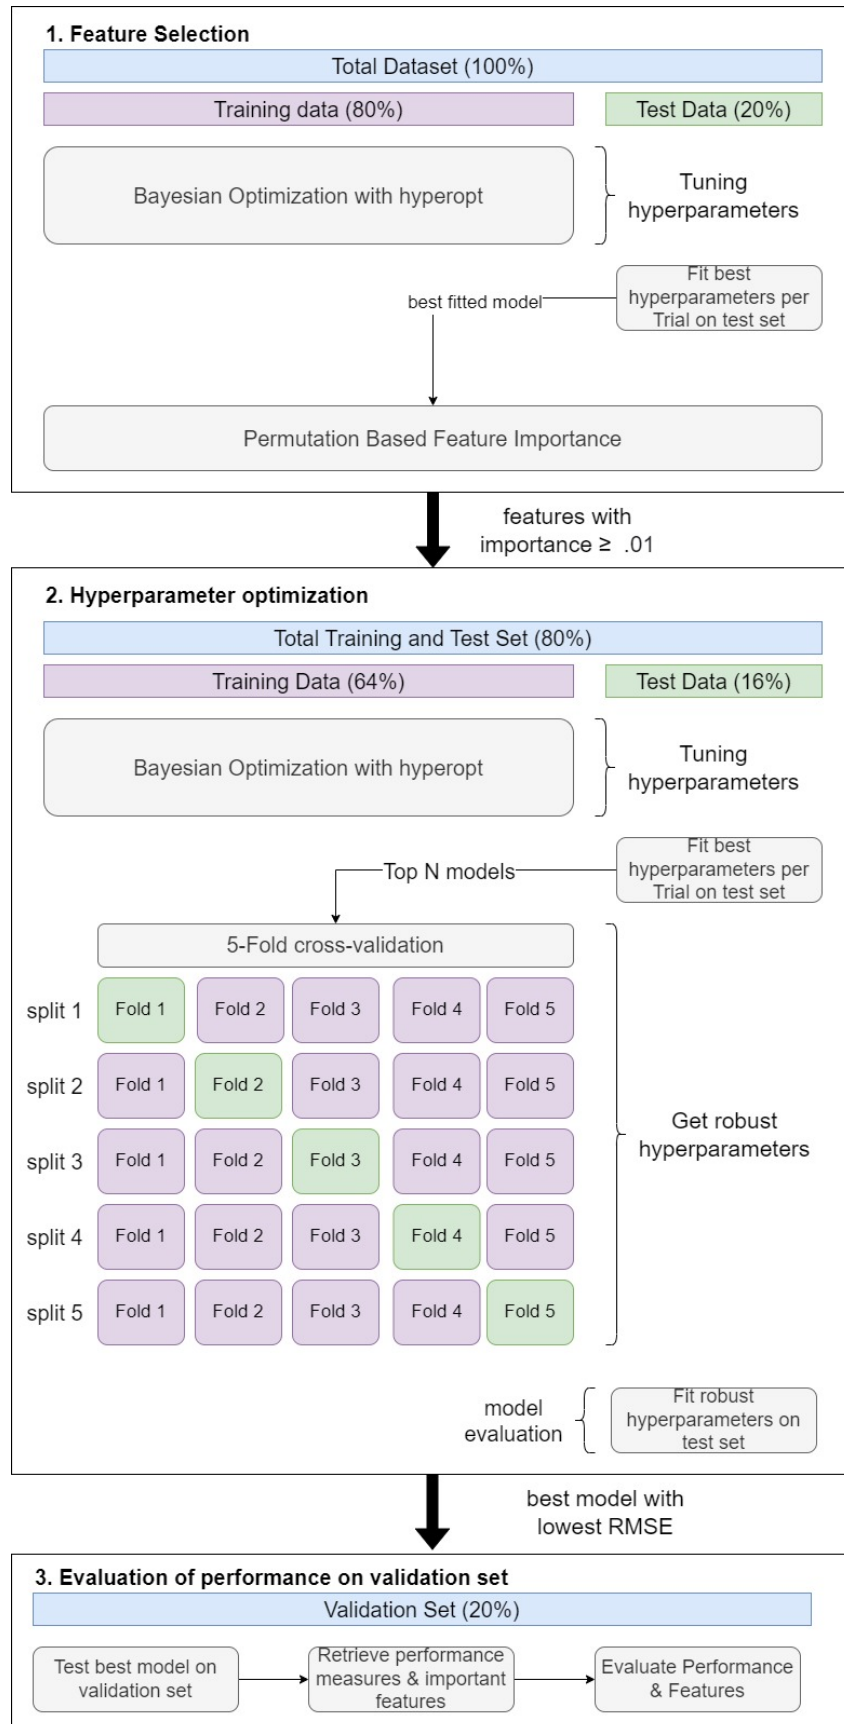 1. Feature Selection
Total Dataset (100%)
Training data (80%)
Test Data (20%)
Bayesian Optimization with hyperopt
Tuning
hyperparameters
Fit best
hyperparameters per
Trial on test set
best fitted model
Permutation Based Feature Importance
features with
importance ≥ .01
2. Hyperparameter optimization
Total Training and Test Set (80%)
Training Data (64%)
Test Data (16%)
Bayesian Optimization with hyperopt
Tuning
hyperparameters
Fit best
hyperparameters per
Trial on test set
Top N models
5-Fold cross-validation
split 1 Fold 1 Fold 2 Fold 3 Fold 4 Fold 5
split 2 Fold 1 Fold 2 Fold 3 Fold 4 Fold 5
split 3 Fold 1 Fold 2 Fold 3 Fold 4 Fold 5
split 4 Fold 1 Fold 2 Fold 3 Fold 4 Fold 5
split 5 Fold 1 Fold 2 Fold 3 Fold 4 Fold 5
Get robust
hyperparameters
model
evaluation
Fit robust
hyperparameters on
test set
best model with
lowest RMSE
3. Evaluation of performance on validation set
Validation Set (20%)
Test best model on
validation set
Retrieve performance
measures & important
features
Evaluate Performance
& Features